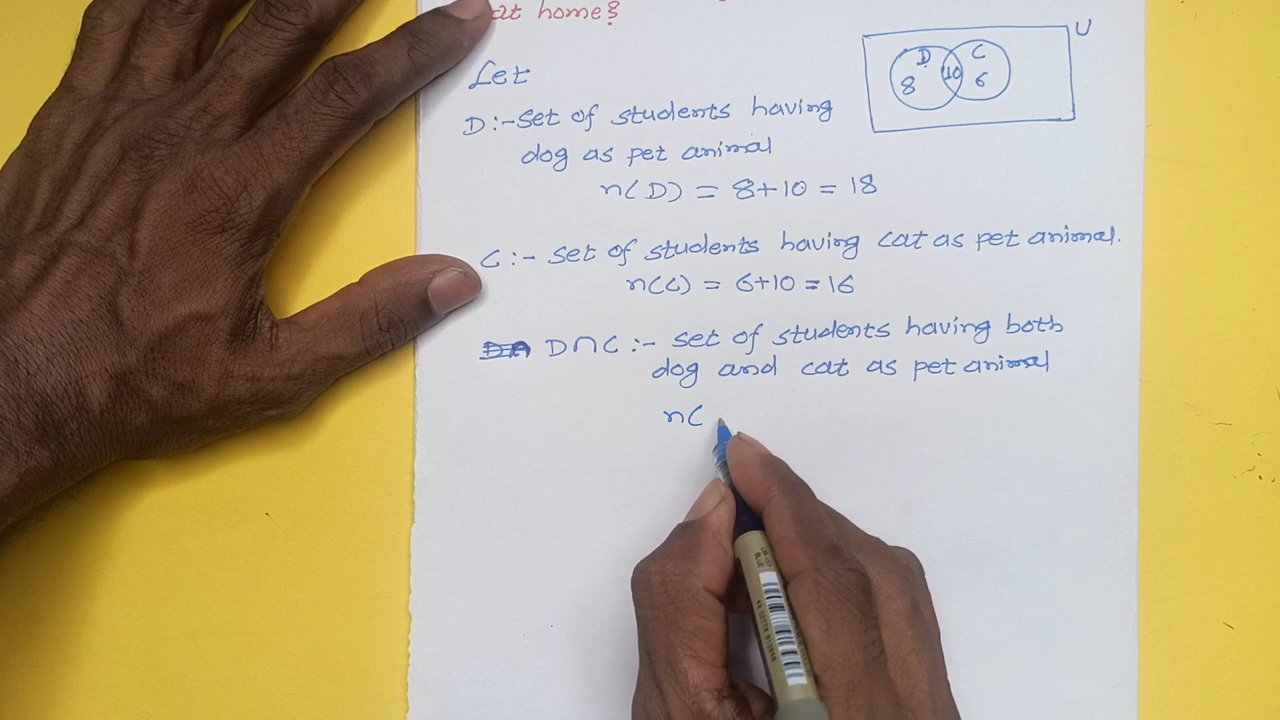 at home?
U
D C
8 10 6
Let
D:-set of students having
dog as pet animal
n(D) = 8+10 = 18
C:- set of students having cat as pet animal.
n(C) = 6+10 = 16
D∩C:- set of students having both
dog and cat as pet animal
n(